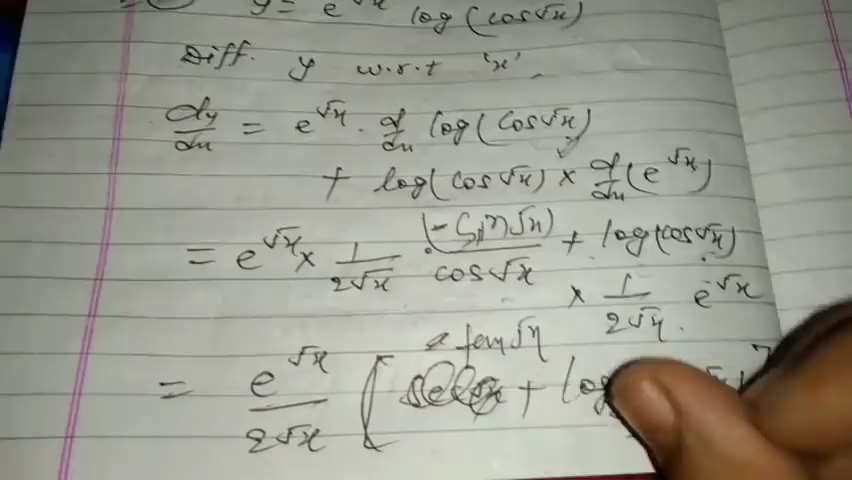 y = e^√x log(cos√x)
Diff. y w.r.t 'x'.
dy/dx = e^√x · d/dx log(cos√x)
+ log(cos√x) × d/dx (e^√x)
= e^√x × 1/2√x · (-Sin√x)/cos√x + log(cos√x)
× 1/2√x. e^√x
= e^√x/2√x [ tan√x + log